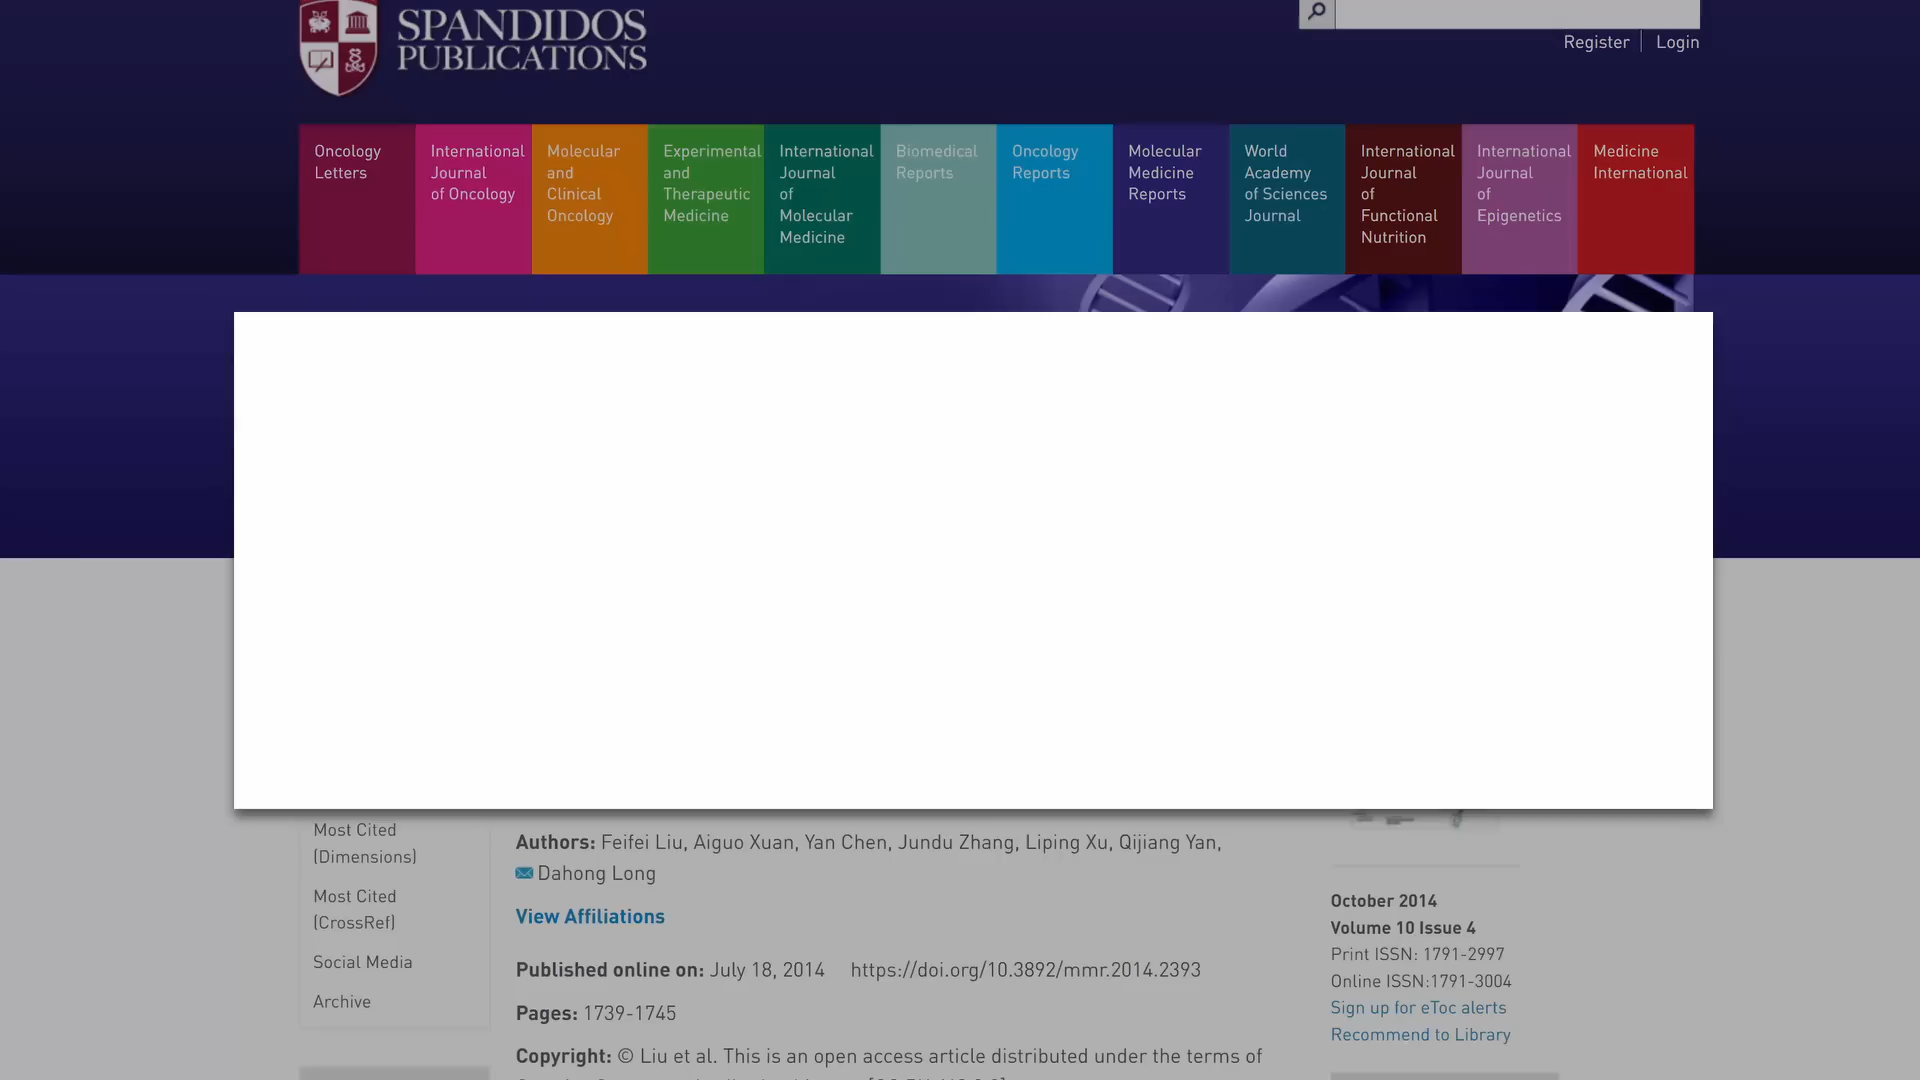 SPANDIDOS
PUBLICATIONS
Register
Login
Oncology
Letters
International
Journal
of Oncology
Molecular
and
Clinical
Oncology
Experimental
and
Therapeutic
Medicine
International
Journal
of
Molecular
Medicine
Biomedical
Reports
Oncology
Reports
Molecular
Medicine
Reports
World
Academy
of Sciences
Journal
International
Journal
of
Functional
Nutrition
International
Journal
of
Epigenetics
Medicine
International
Most Cited
(Dimensions)
Most Cited
(CrossRef)
Social Media
Archive
Authors: Feifei Liu, Aiguo Xuan, Yan Chen, Jundu Zhang, Liping Xu, Qijiang Yan,
Dahong Long
View Affiliations
Published online on: July 18, 2014 https://doi.org/10.3892/mmr.2014.2393
Pages: 1739-1745
Copyright: © Liu et al. This is an open access article distributed under the terms of
October 2014
Volume 10 Issue 4
Print ISSN: 1791-2997
Online ISSN:1791-3004
Sign up for eToc alerts
Recommend to Library